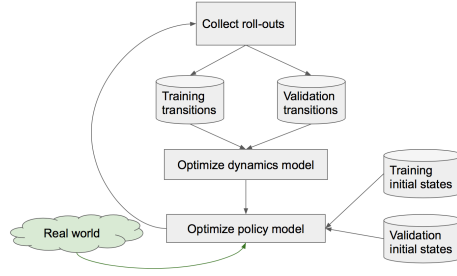 Collect roll-outs
Training
transitions
Validation
transitions
Optimize dynamics model
Training
initial states
Real world
Optimize policy model
Validation
initial states